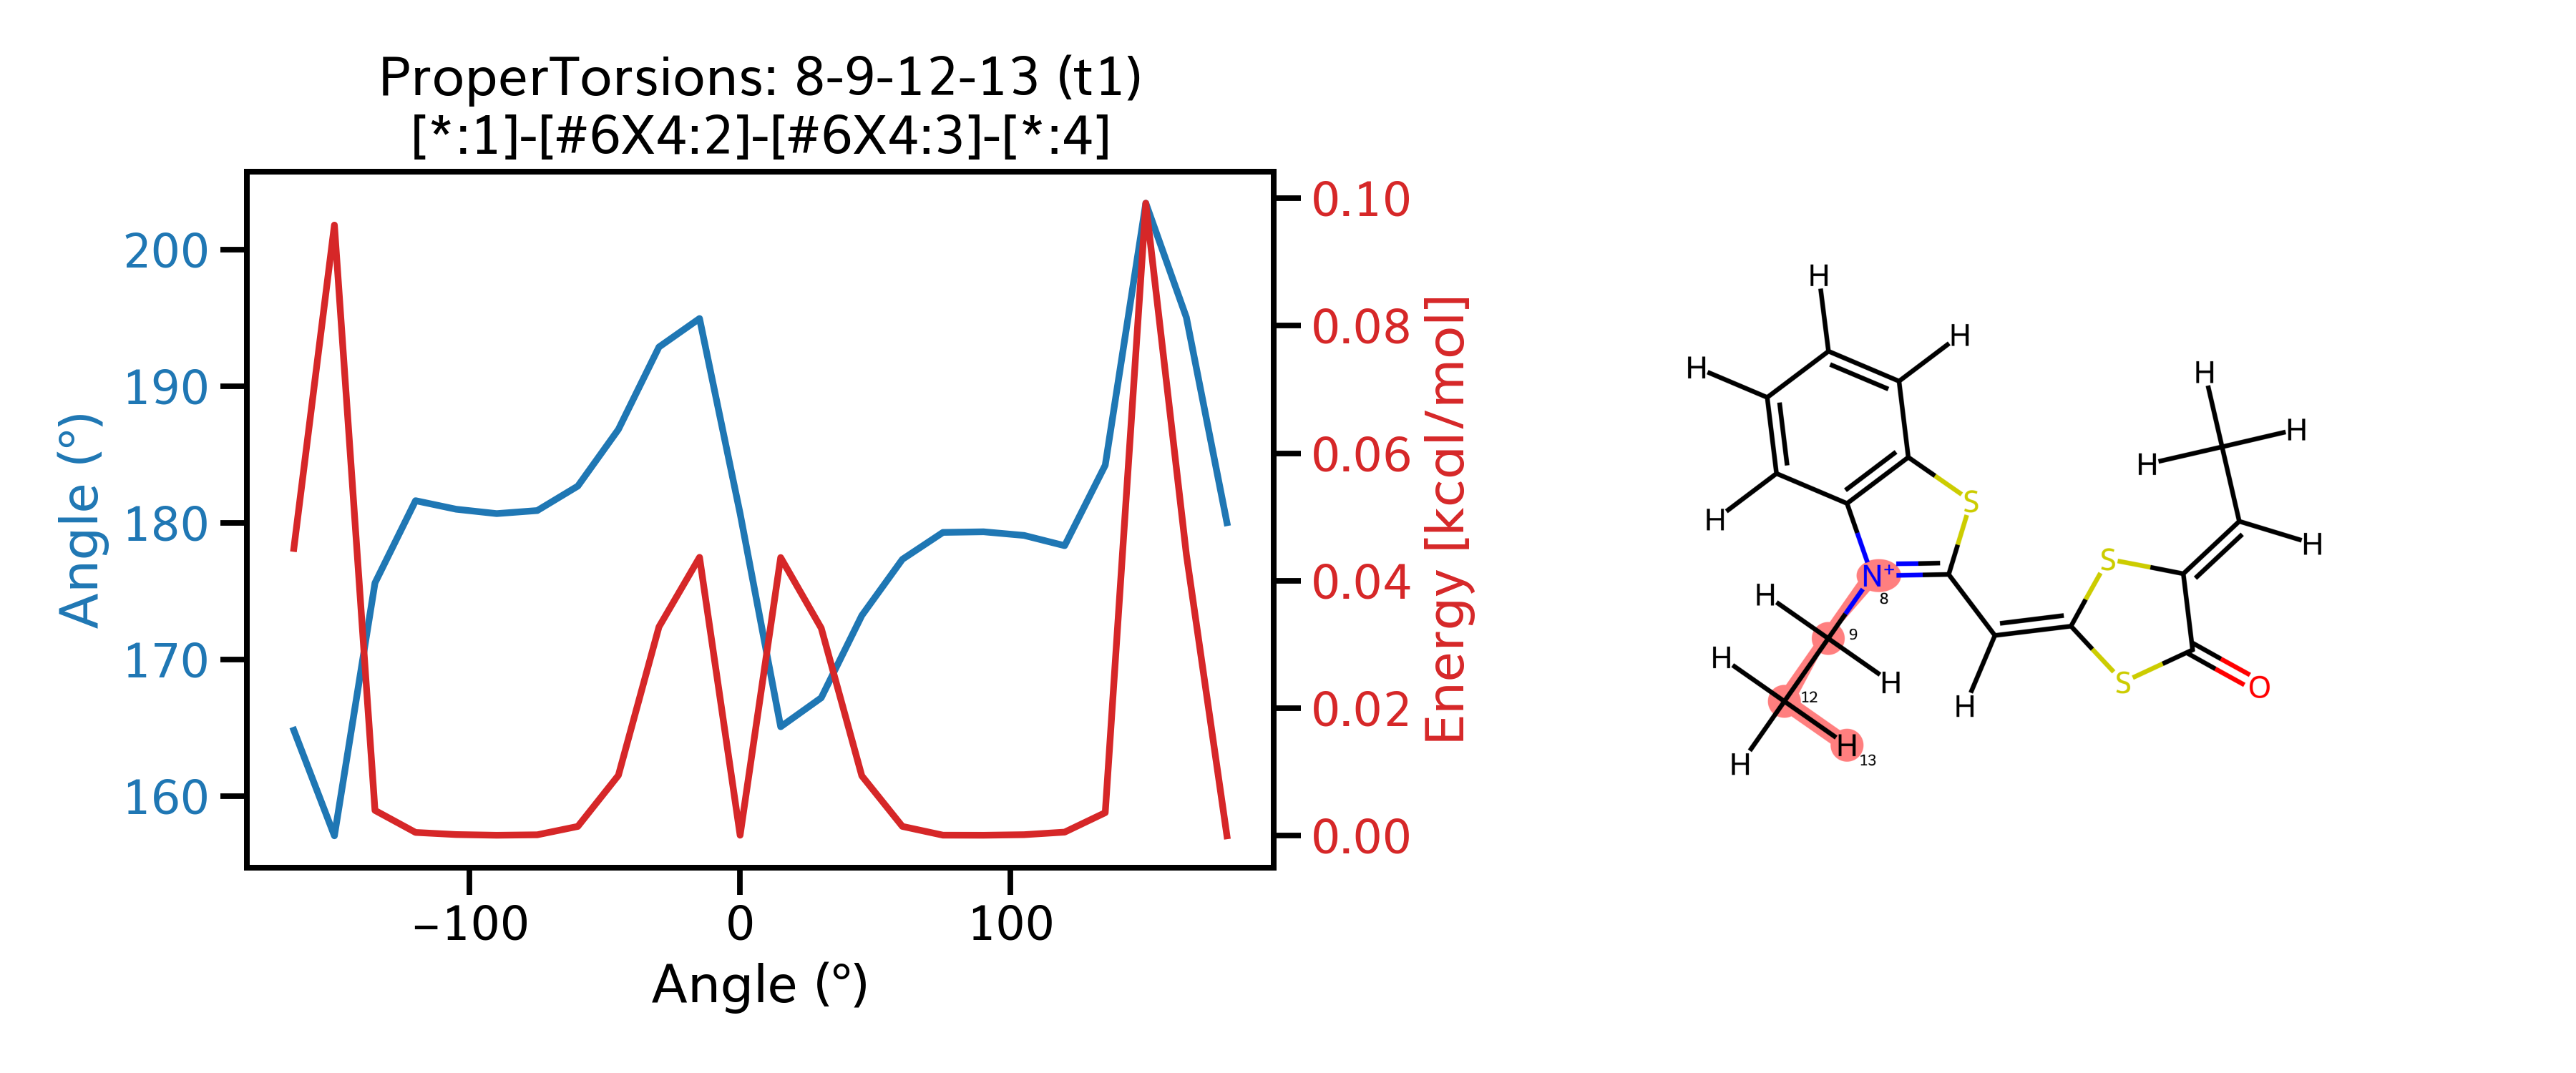 ProperTorsions: 8-9-12-13 (t1)
[*:1]-[#6X4:2]-[#6X4:3]-[*:4]
Angle (°)
200
190
180
170
160
−100
0
100
Angle (°)
0.10
0.08
0.06
0.04
0.02
0.00
Energy [kcal/mol]
H
H
H
H
H
H
H
S
H
S
H
N+
8
H
9
H
H
S
O
12
H
H
13
H